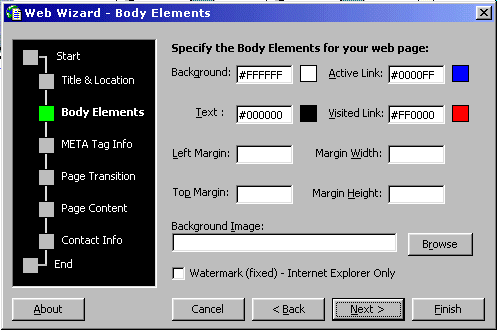 Web Wizard - Body Elements
Start
Title & Location
Body Elements
META Tag Info
Page Transition
Page Content
Contact Info
End
Specify the Body Elements for your web page:
Background: #FFFFFF Active Link: #0000FF
Text : #000000 Visited Link: #FF0000
Left Margin: Margin Width:
Top Margin: Margin Height:
Background Image:
Browse
Watermark (fixed) - Internet Explorer Only
About Cancel < Back Next > Finish